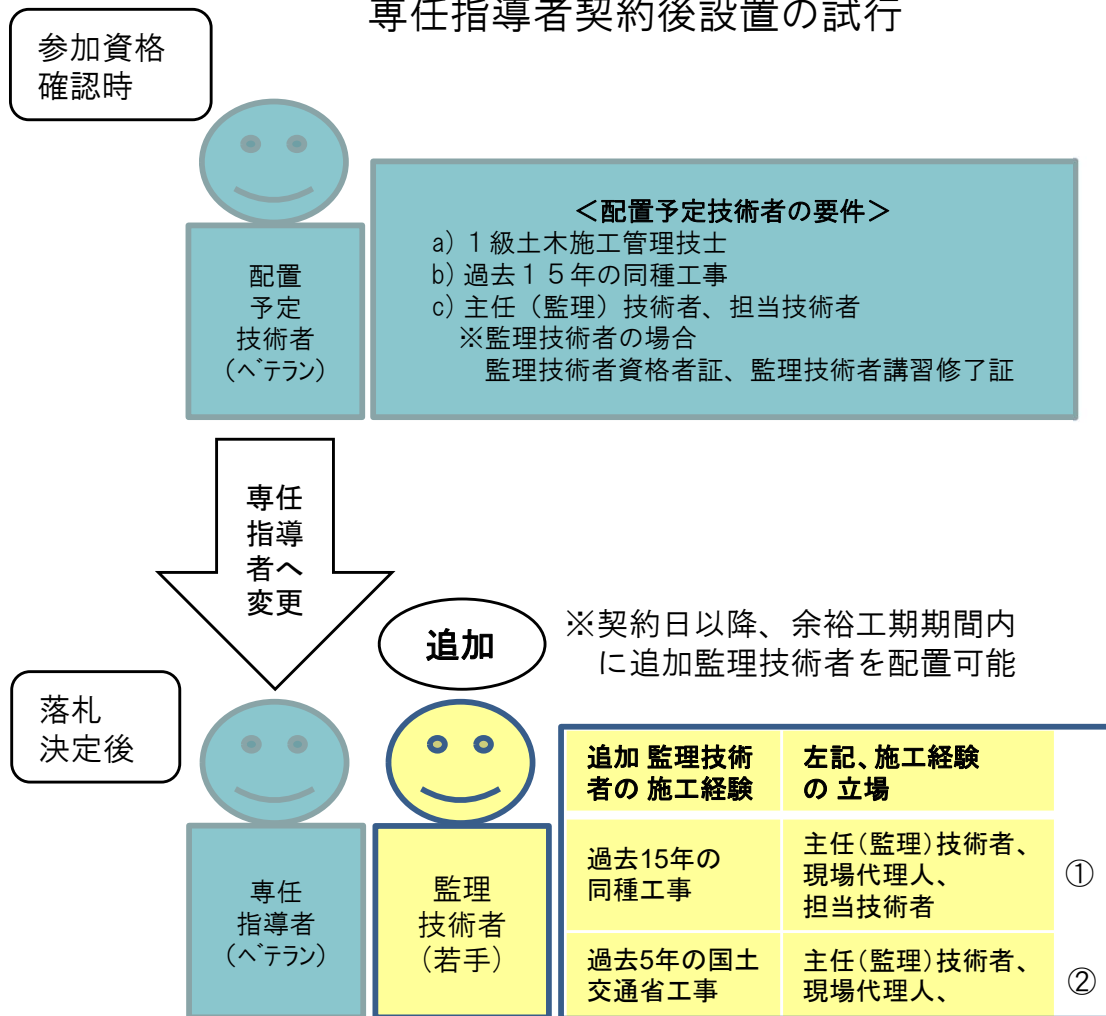 専任指導者契約後設置の試行
参加資格
確認時
配置
予定
技術者
(ﾍﾞﾃﾗﾝ)
＜配置予定技術者の要件＞
a) １級土木施工管理技士
b) 過去１５年の同種工事
c) 主任（監理）技術者、担当技術者
※監理技術者の場合
監理技術者資格者証、監理技術者講習修了証
専任
指導
者へ
変更
追加
※契約日以降、余裕工期期間内
に追加監理技術者を配置可能
落札
決定後
専任
指導者
(ﾍﾞﾃﾗﾝ)
監理
技術者
(若手)
追加 監理技術
者の 施工経験
左記、施工経験
の 立場
過去15年の
同種工事
主任(監理)技術者、
現場代理人、
担当技術者
①
過去5年の国土
交通省工事
主任(監理)技術者、
現場代理人、
②